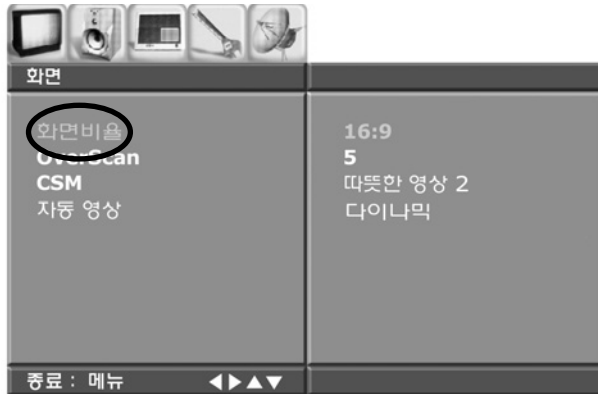 화면
화면비율 16:9
OverScan 5
CSM 따뜻한 영상 2
자동 영상 다이나믹
종료 : 메뉴 ◀▶▲▼